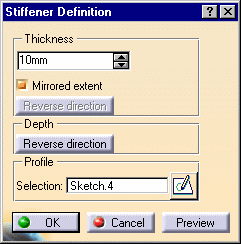 Stiffener Definition
Thickness
10mm
Mirrored extent
Reverse direction
Depth
Reverse direction
Profile
Selection: Sketch.4
OK Cancel Preview